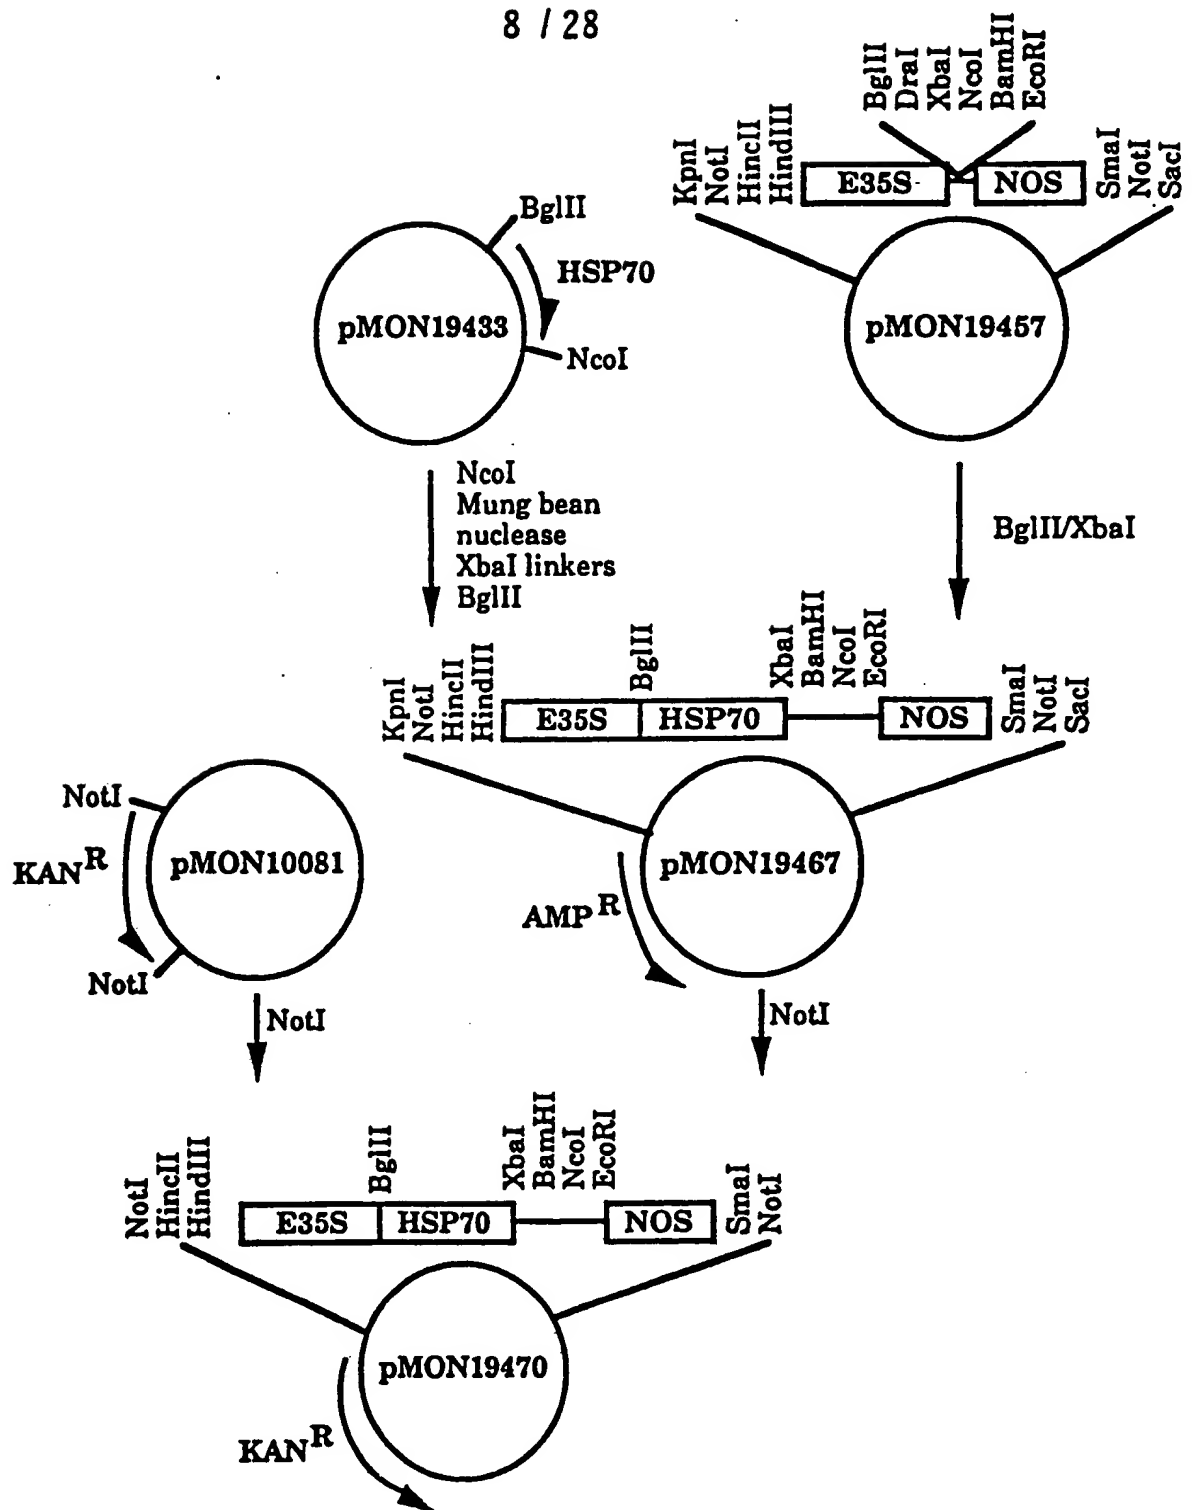 8 / 28
BglII
DraI
XbaI
NcoI
BamHI
EcoRI
KpnI
NotI
HincII
HindIII
E35S
NOS
SmaI
NotI
SacI
pMON19457
BglII
HSP70
NcoI
pMON19433
NcoI
Mung bean
nuclease
XbaI linkers
BglII
BglII/XbaI
KpnI
NotI
HincII
HindIII
E35S
BglII
HSP70
XbaI
BamHI
NcoI
EcoRI
NOS
SmaI
NotI
SacI
pMON19467
AMP R
NotI
KAN R
NotI
pMON10081
NotI
NotI
NotI
HincII
HindIII
E35S
BglII
HSP70
XbaI
BamHI
NcoI
EcoRI
NOS
SmaI
NotI
pMON19470
KAN R